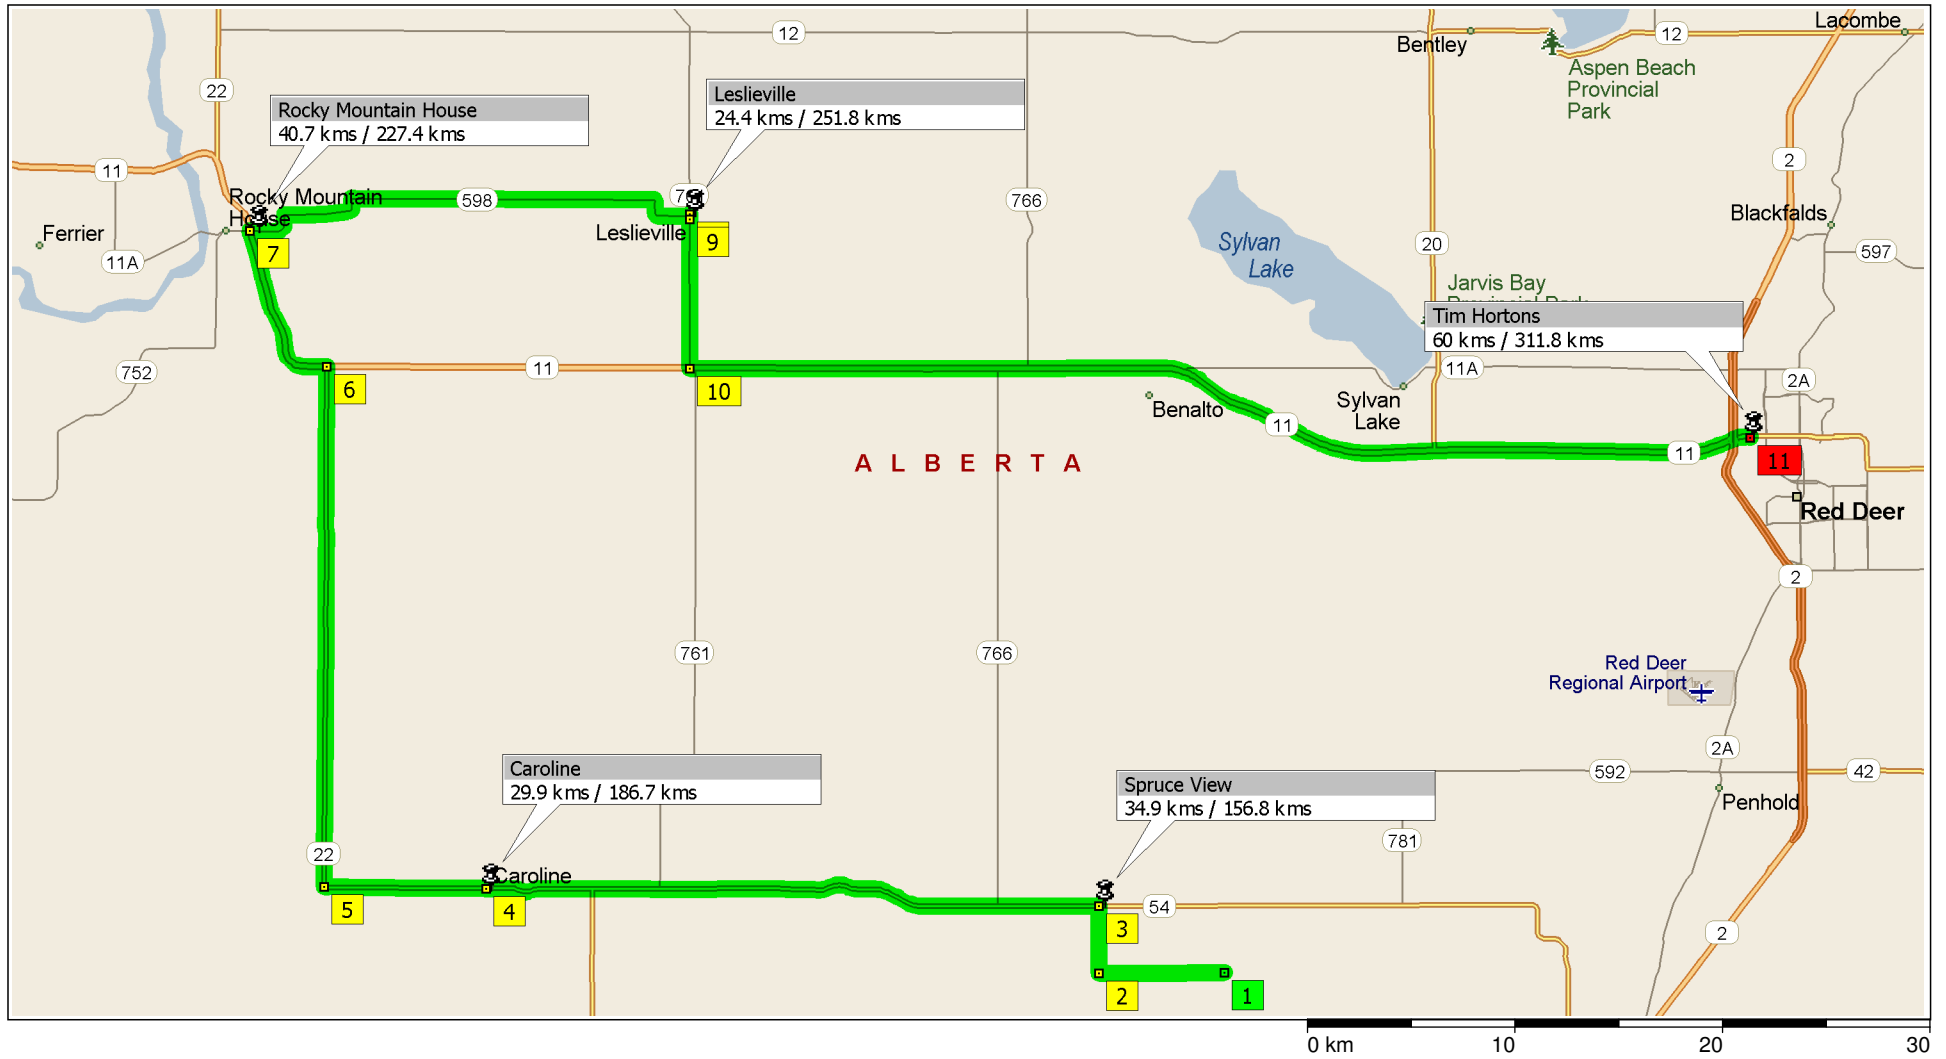 Lacombe
12
Bentley
12
22
Aspen Beach
Provincial
Park
Leslieville
24.4 kms / 251.8 kms
Rocky Mountain House
40.7 kms / 227.4 kms
2
11
Rocky Mountain
House
598
766
Blackfalds
Ferrier
Leslieville
9
Sylvan
Lake
20
597
11A
7
Jarvis Bay
Tim Hortons
60 kms / 311.8 kms
752
6
11
10
11A
2A
Benalto
Sylvan
Lake
11
11
11
ALBERTA
Red Deer
2
761
766
Red Deer
Regional Airport
2A
Caroline
29.9 kms / 186.7 kms
Spruce View
34.9 kms / 156.8 kms
592
42
Penhold
781
22
Caroline
5
4
3
54
2
2
1
0 km
10
20
30